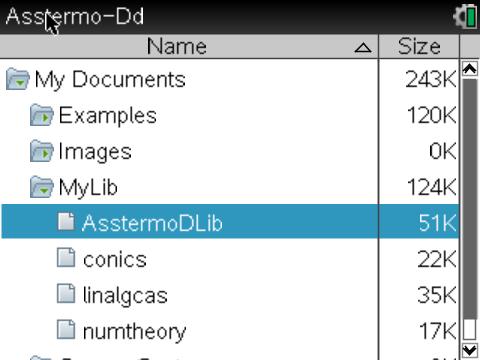 Asstermo-Dd
Name Size
My Documents 243K
Examples 120K
Images 0K
MyLib 124K
AsstermoDLib 51K
conics 22K
linalgcas 35K
numtheory 17K